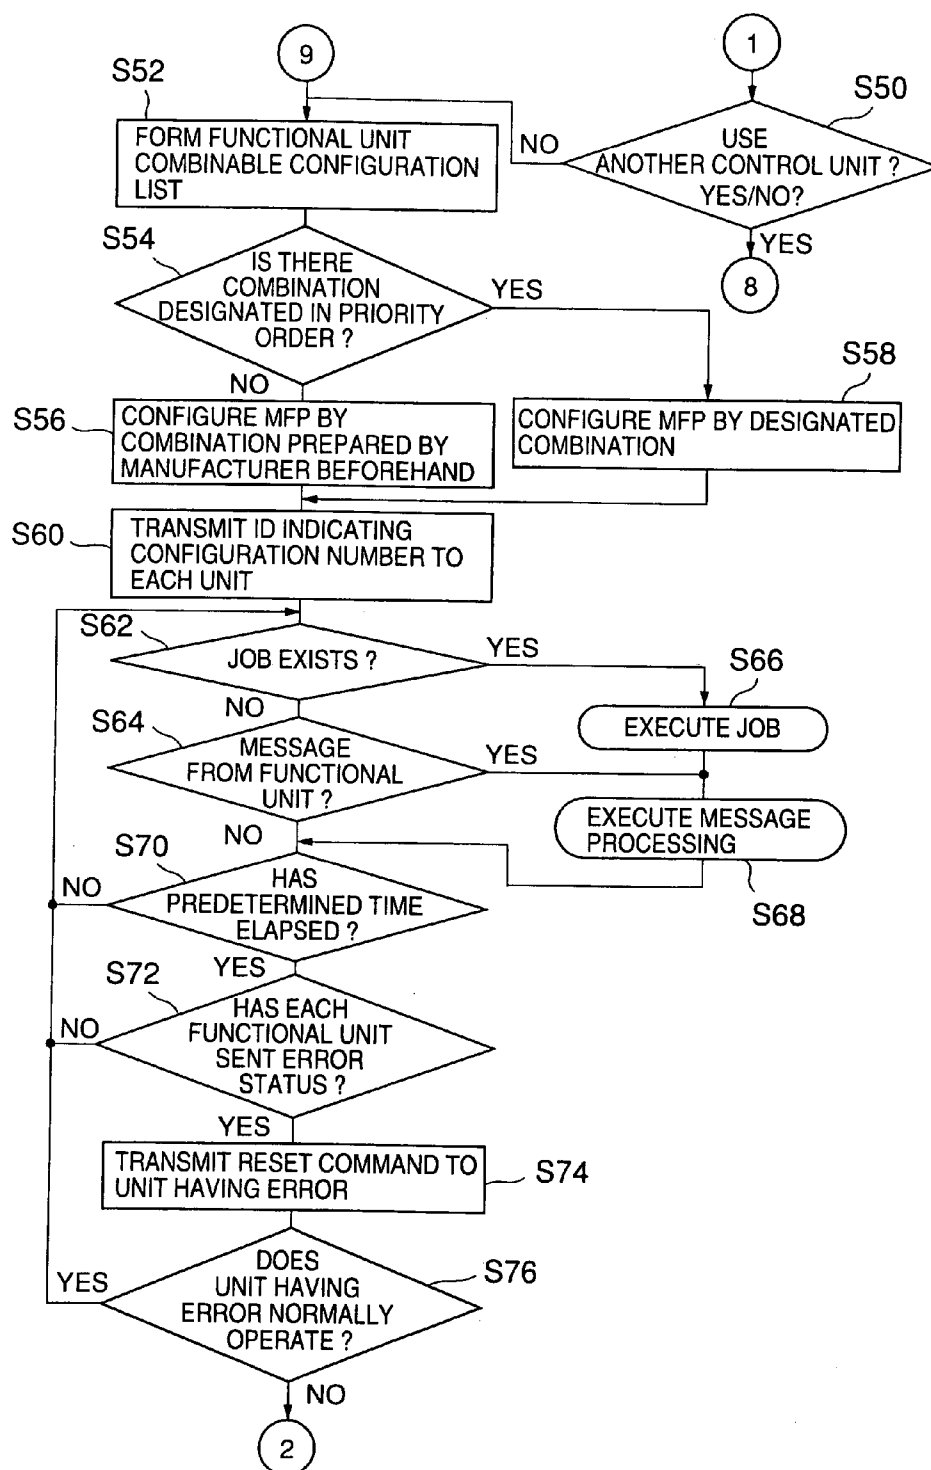 9
1
S52
S50
FORM FUNCTIONAL UNIT
COMBINABLE CONFIGURATION
LIST
NO
USE
ANOTHER CONTROL UNIT ?
YES/NO?
YES
8
S54
IS THERE
COMBINATION
DESIGNATED IN PRIORITY
ORDER ?
YES
NO
S58
S56
CONFIGURE MFP BY
COMBINATION PREPARED BY
MANUFACTURER BEFOREHAND
CONFIGURE MFP BY DESIGNATED
COMBINATION
S60
TRANSMIT ID INDICATING
CONFIGURATION NUMBER TO
EACH UNIT
S62
JOB EXISTS ?
YES
NO
S66
EXECUTE JOB
S64
MESSAGE
FROM FUNCTIONAL
UNIT ?
YES
NO
EXECUTE MESSAGE
PROCESSING
S68
S70
HAS
PREDETERMINED TIME
ELAPSED ?
NO
YES
S72
HAS EACH
FUNCTIONAL UNIT
SENT ERROR
STATUS ?
NO
YES
TRANSMIT RESET COMMAND TO
UNIT HAVING ERROR
S74
DOES
UNIT HAVING
ERROR NORMALLY
OPERATE ?
S76
YES
NO
2